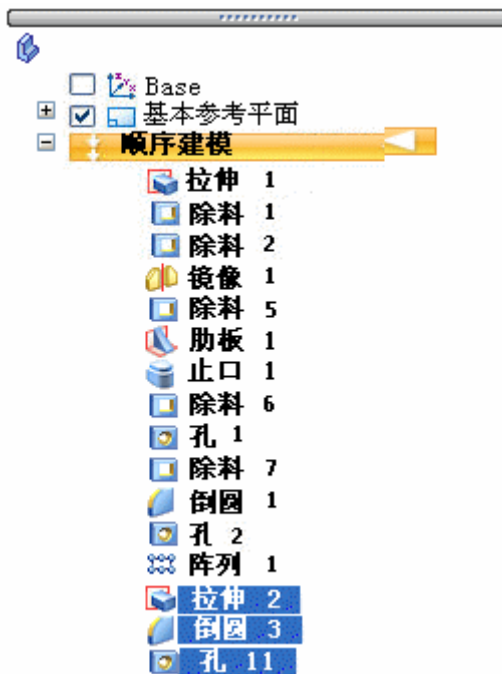 Base
基本参考平面
顺序建模
拉伸 1
除料 1
除料 2
镜像 1
除料 5
肋板 1
止口 1
除料 6
孔 1
除料 7
倒圆 1
孔 2
阵列 1
拉伸 2
倒圆 3
孔 11